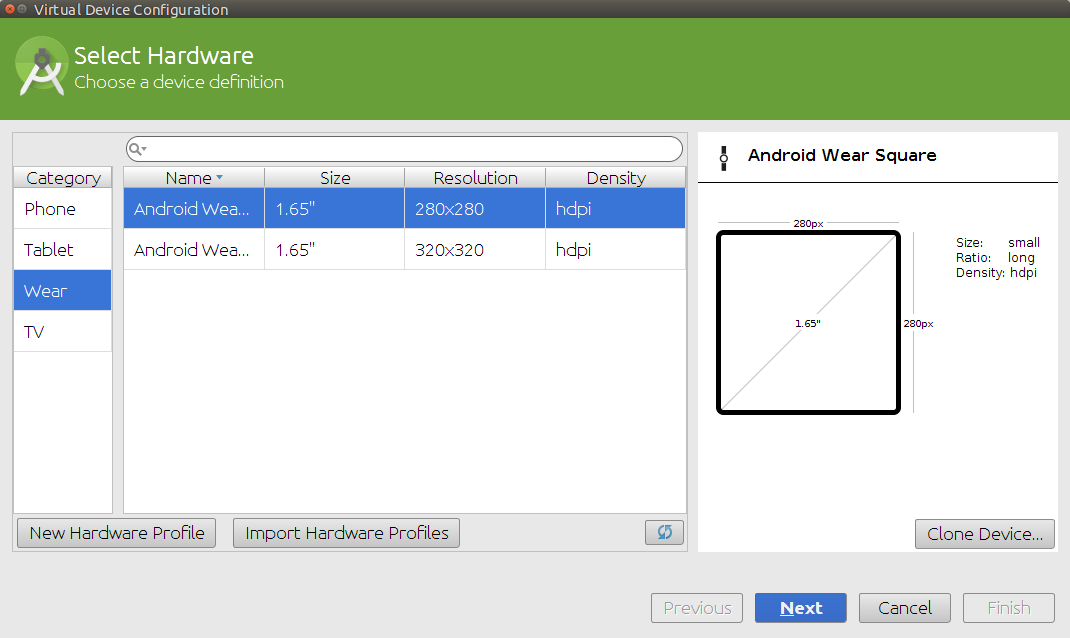 Virtual Device Configuration
Select Hardware
Choose a device definition
Category
Phone
Tablet
Wear
TV
Name Size Resolution Density
Android Wea... 1.65" 280x280 hdpi
Android Wea... 1.65" 320x320 hdpi
New Hardware Profile
Import Hardware Profiles
Android Wear Square
280px
1.65"
280px
Size: small
Ratio: long
Density: hdpi
Clone Device...
Previous
Next
Cancel
Finish